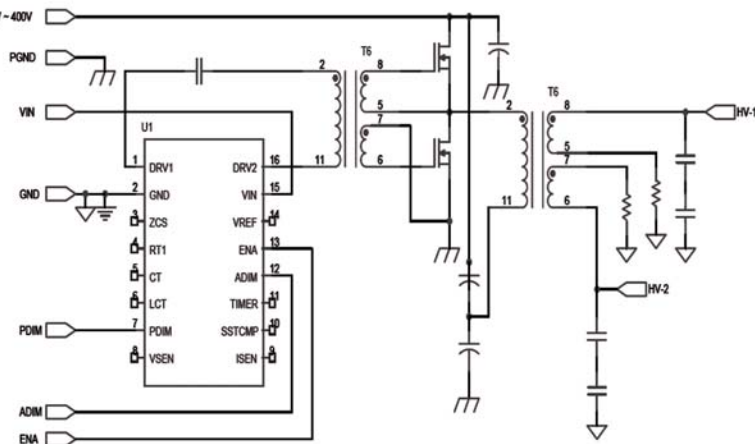 ~ 400V
PGND
VIN
GND
PDIM
ADIM
ENA
U1
1 DRV1
2 GND
3 ZCS
4 RT1
5 CT
6 LCT
7 PDIM
8 VSEN
DRV2 16
VIN 15
VREF 14
ENA 13
ADIM 12
TIMER 11
SSTCMP 10
ISEN 9
T6
2
11
8
5
7
6
T6
2
11
8
5
7
6
HV-1
HV-2